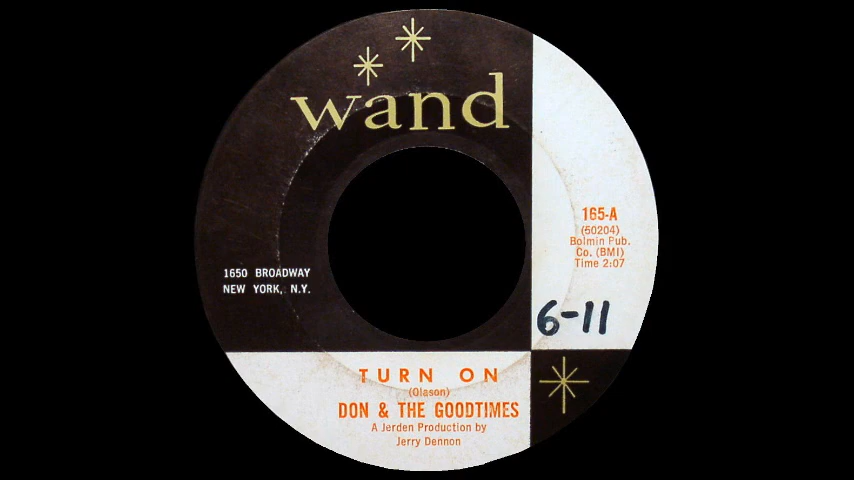 wand
165-A
(50204)
Bolmin Pub.
Co. (BMI)
Time 2:07
1650 BROADWAY
NEW YORK, N.Y.
6-11
TURN ON
(Olason)
DON & THE GOODTIMES
A Jerden Production by
Jerry Dennon